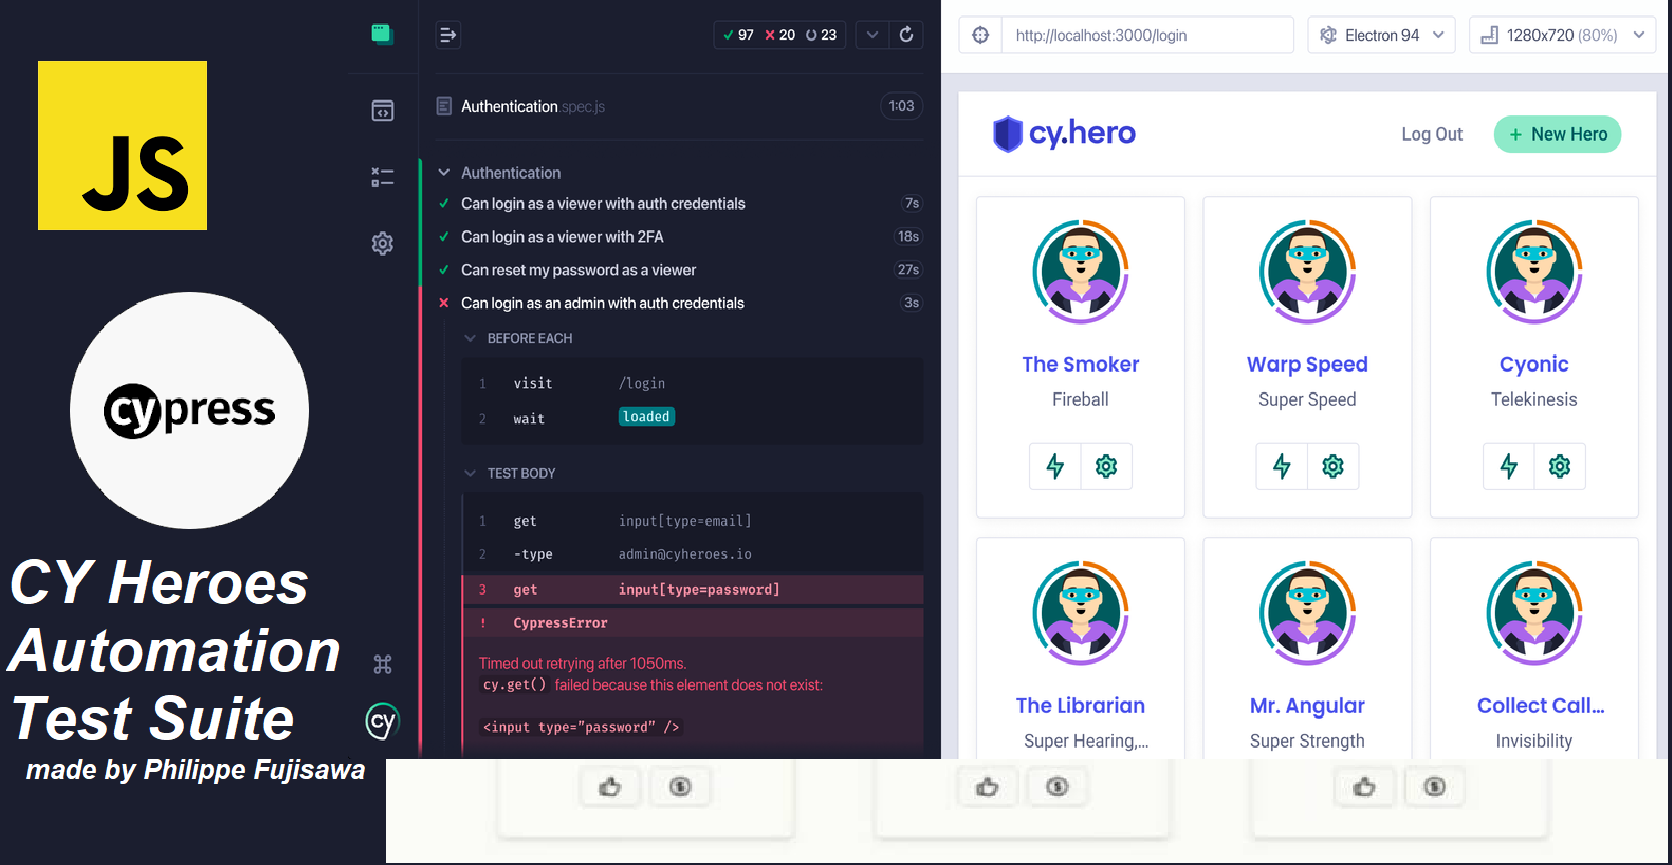 JS
cypress
CY Heroes
Automation
Test Suite
made by Philippe Fujisawa
cy
97 20 23
Authentication.spec.js 1:03
Authentication
Can login as a viewer with auth credentials 7s
Can login as a viewer with 2FA 18s
Can reset my password as a viewer 27s
Can login as an admin with auth credentials 3s
BEFORE EACH
1 visit /login
2 wait loaded
TEST BODY
1 get input[type=email]
2 -type admin@cyheroes.io
3 get input[type=password]
! CypressError
Timed out retrying after 1050ms.
cy.get() failed because this element does not exist:
<input type="password" />
http://localhost:3000/login Electron 94 1280x720 (80%)
cy.hero Log Out + New Hero
The Smoker Warp Speed Cyonic
Fireball Super Speed Telekinesis
The Librarian Mr. Angular Collect Call...
Super Hearing,... Super Strength Invisibility